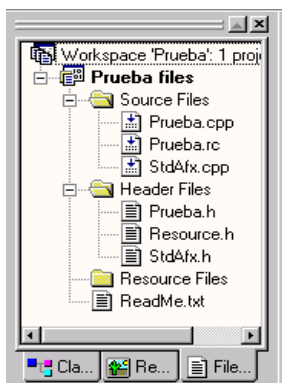 Workspace 'Prueba': 1 proj
Prueba files
Source Files
Prueba.cpp
Prueba.rc
StdAfx.cpp
Header Files
Prueba.h
Resource.h
StdAfx.h
Resource Files
ReadMe.txt
Cla... Re... File...